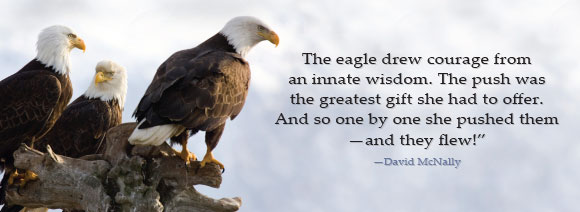 The eagle drew courage from
an innate wisdom. The push was
the greatest gift she had to offer.
And so one by one she pushed them
—and they flew!”
—David McNally